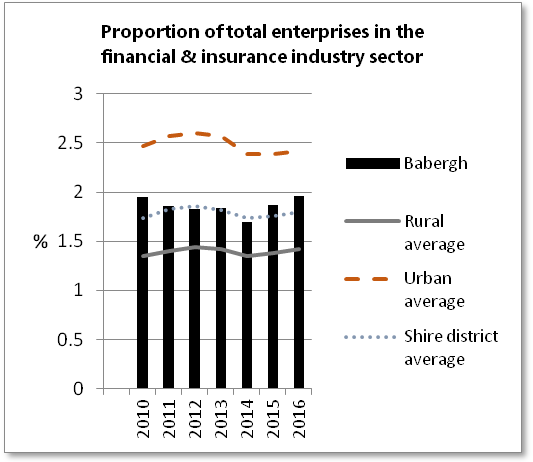 Proportion of total enterprises in the
financial & insurance industry sector
3
2.5
2
1.5
1
0.5
0
%
2010
2011
2012
2013
2014
2015
2016
Babergh
Rural
average
Urban
average
Shire district
average